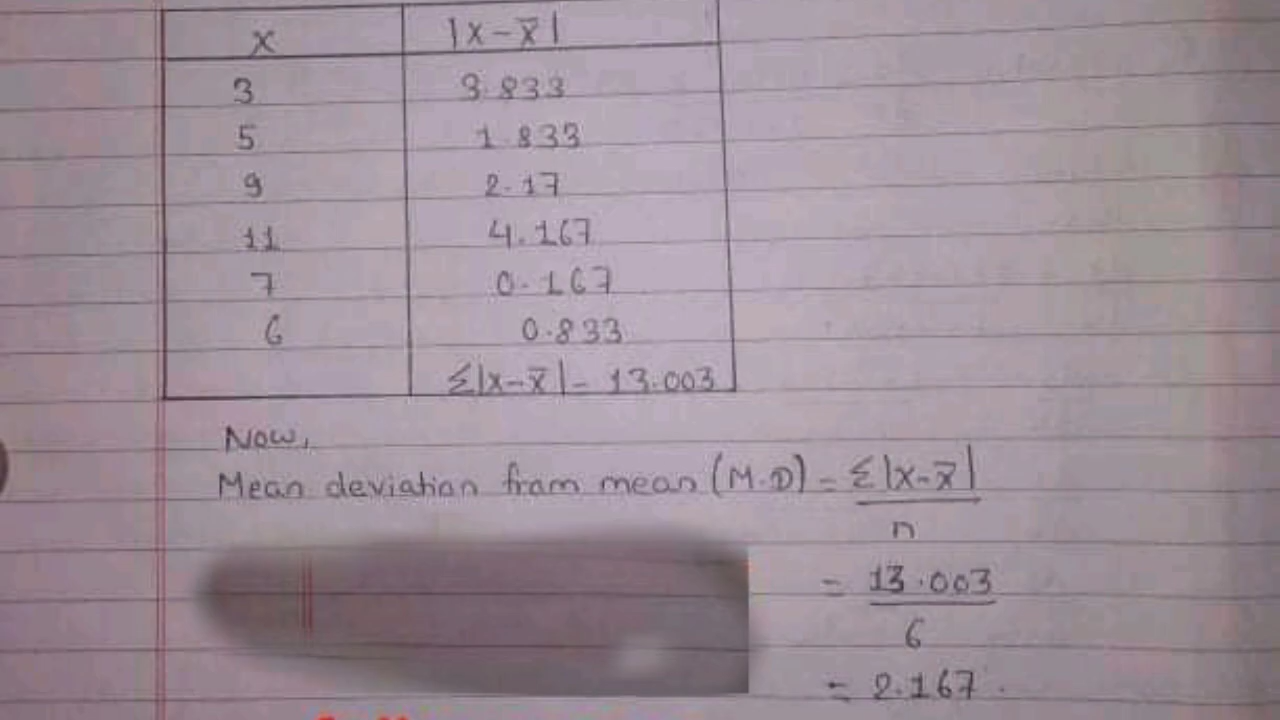 x |x-x̄|
3 3.833
5 1.833
9 2.17
11 4.167
7 0.167
6 0.833
Σ|x-x̄| = 13.003
Now,
Mean deviation from mean (M.D) = Σ|x-x̄|
n
= 13.003
6
= 2.167